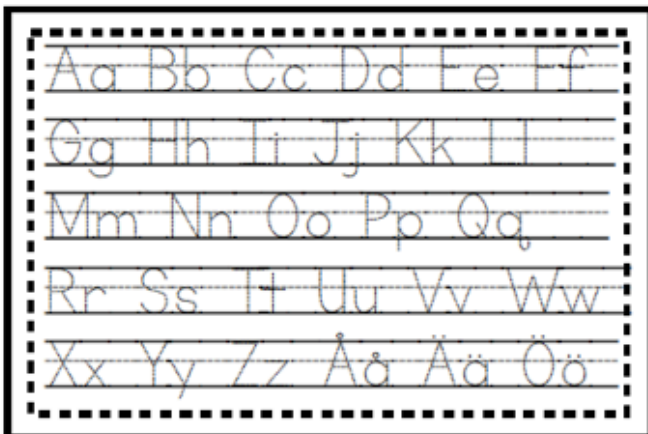 Aa Bb Cc Dd Ee Ff
Gg Hh Ii Jj Kk Ll
Mm Nn Oo Pp Qq
Rr Ss Tt Uu Vv Ww
Xx Yy Zz Åå Ää Öö